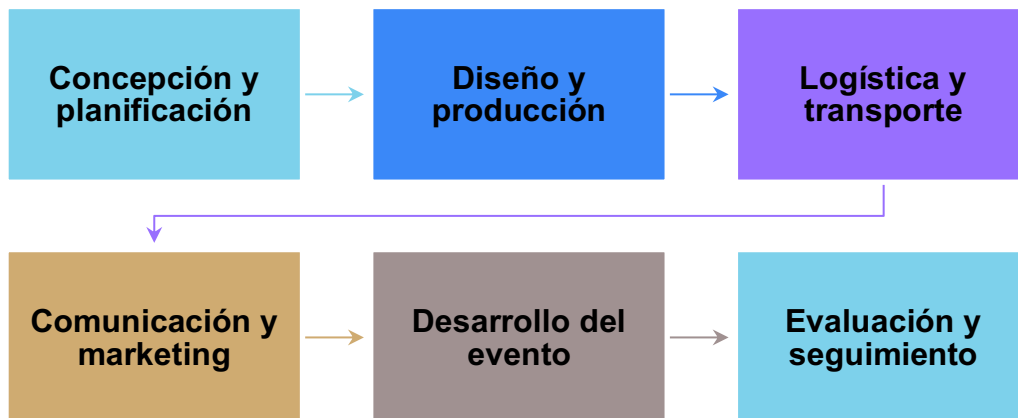 Concepción y
planificación
Diseño y
producción
Logística y
transporte
Comunicación y
marketing
Desarrollo del
evento
Evaluación y
seguimiento